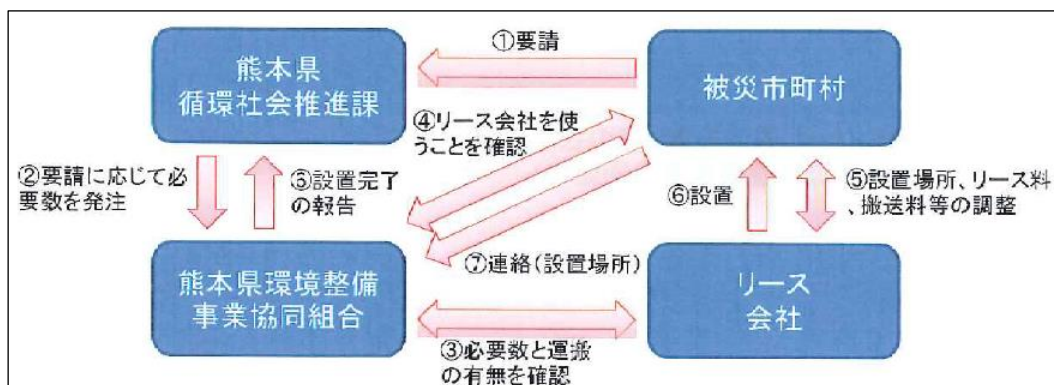 ①要請
熊本県
循環社会推進課
被災市町村
④リース会社を使
うことを確認
②要請に応じて必
要数を発注
⑧設置完了
の報告
⑥設置
⑤設置場所、リース料
、搬送料等の調整
⑦連絡(設置場所)
熊本県環境整備
事業協同組合
リース
会社
③必要数と運搬
の有無を確認